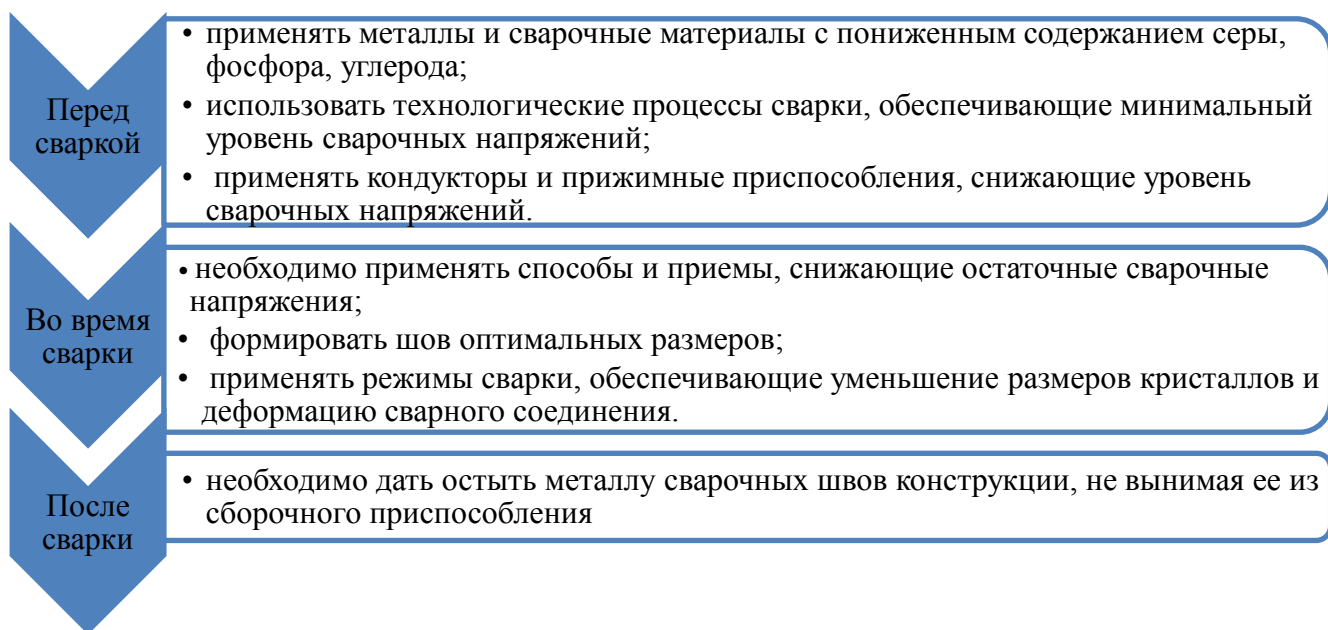 Перед
сваркой
• применять металлы и сварочные материалы с пониженным содержанием серы,
фосфора, углерода;
• использовать технологические процессы сварки, обеспечивающие минимальный
уровень сварочных напряжений;
• применять кондукторы и прижимные приспособления, снижающие уровень
сварочных напряжений.
Во время
сварки
• необходимо применять способы и приемы, снижающие остаточные сварочные
напряжения;
• формировать шов оптимальных размеров;
• применять режимы сварки, обеспечивающие уменьшение размеров кристаллов и
деформацию сварного соединения.
После
сварки
• необходимо дать остыть металлу сварочных швов конструкции, не вынимая ее из
сборочного приспособления